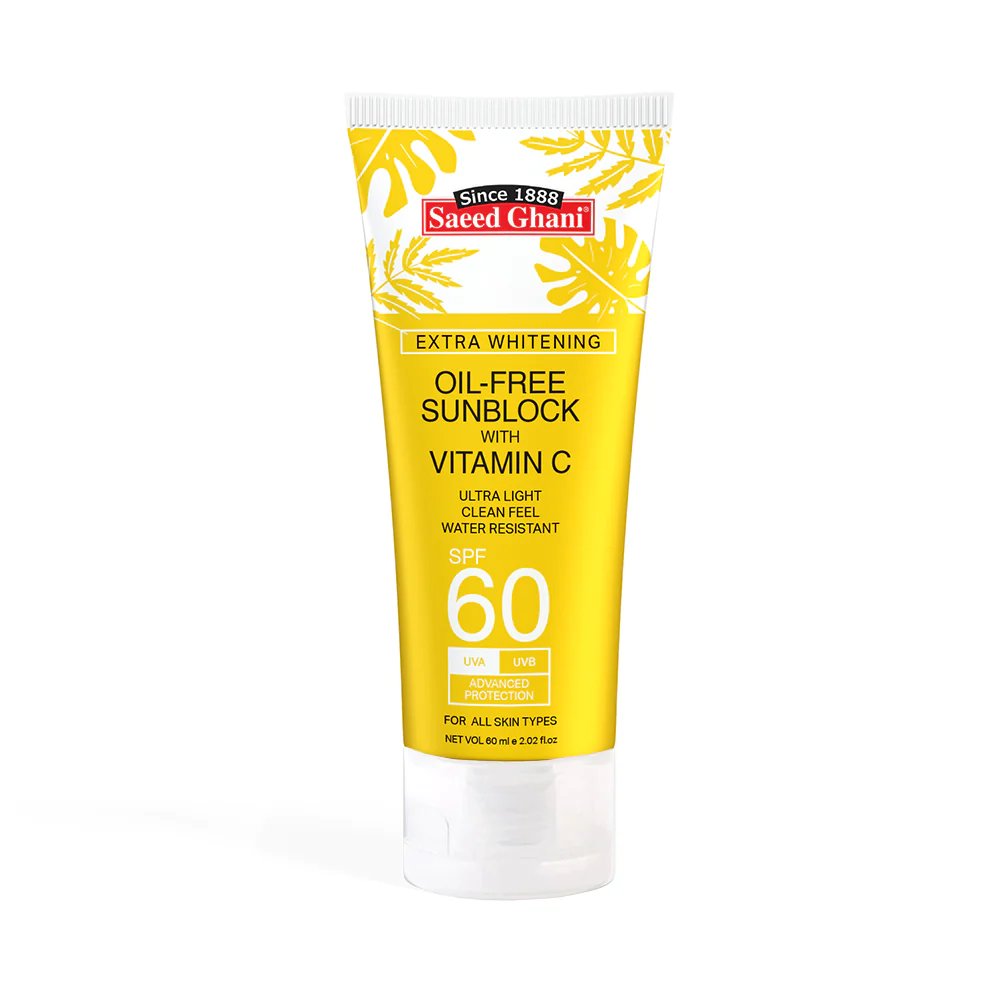 Since 1888
Saeed Ghani®
EXTRA WHITENING
OIL-FREE
SUNBLOCK
WITH
VITAMIN C
ULTRA LIGHT
CLEAN FEEL
WATER RESISTANT
SPF
60
UVA UVB
ADVANCED
PROTECTION
FOR ALL SKIN TYPES
NET VOL 60 ml e 2.02 fl.oz